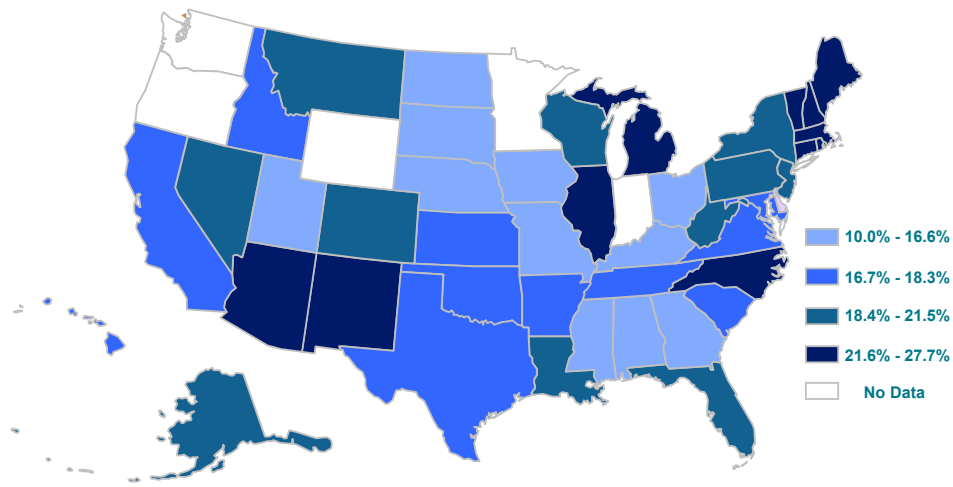 10.0% - 16.6%
16.7% - 18.3%
18.4% - 21.5%
21.6% - 27.7%
No Data